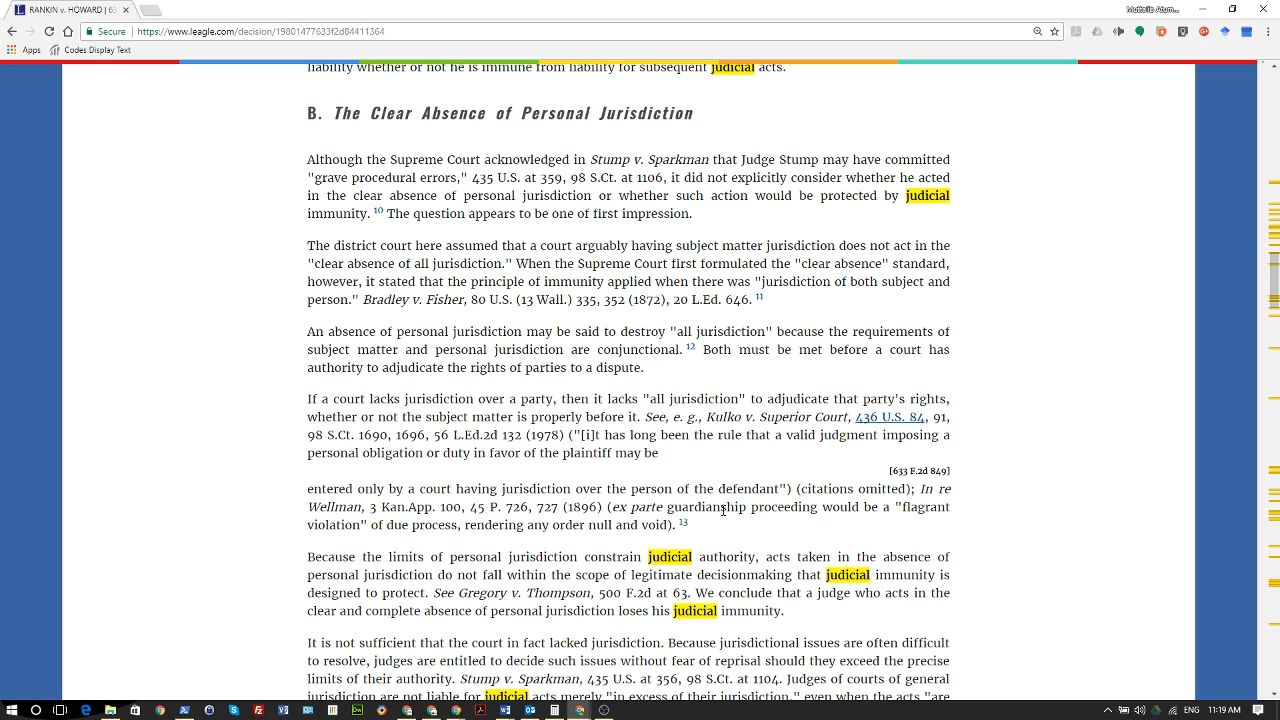 RANKIN v. HOWARD | 63
Secure
https://www.leagle.com/decision/19801477633f2d84411364
Apps
Codes Display Text
liability whether or not he is immune from liability for subsequent judicial acts.
B. The Clear Absence of Personal Jurisdiction
Although the Supreme Court acknowledged in Stump v. Sparkman that Judge Stump may have committed
"grave procedural errors," 435 U.S. at 359, 98 S.Ct. at 1106, it did not explicitly consider whether he acted
in the clear absence of personal jurisdiction or whether such action would be protected by judicial
immunity. 10 The question appears to be one of first impression.
The district court here assumed that a court arguably having subject matter jurisdiction does not act in the
"clear absence of all jurisdiction." When the Supreme Court first formulated the "clear absence" standard,
however, it stated that the principle of immunity applied when there was "jurisdiction of both subject and
person." Bradley v. Fisher, 80 U.S. (13 Wall.) 335, 352 (1872), 20 L.Ed. 646. 11
An absence of personal jurisdiction may be said to destroy "all jurisdiction" because the requirements of
subject matter and personal jurisdiction are conjunctional. 12 Both must be met before a court has
authority to adjudicate the rights of parties to a dispute.
If a court lacks jurisdiction over a party, then it lacks "all jurisdiction" to adjudicate that party's rights,
whether or not the subject matter is properly before it. See, e. g., Kulko v. Superior Court, 436 U.S. 84, 91,
98 S.Ct. 1690, 1696, 56 L.Ed.2d 132 (1978) ("[i]t has long been the rule that a valid judgment imposing a
personal obligation or duty in favor of the plaintiff may be
[633 F.2d 849]
entered only by a court having jurisdiction over the person of the defendant") (citations omitted); In re
Wellman, 3 Kan.App. 100, 45 P. 726, 727 (1896) (ex parte guardianship proceeding would be a "flagrant
violation" of due process, rendering any order null and void). 13
Because the limits of personal jurisdiction constrain judicial authority, acts taken in the absence of
personal jurisdiction do not fall within the scope of legitimate decisionmaking that judicial immunity is
designed to protect. See Gregory v. Thompson, 500 F.2d at 63. We conclude that a judge who acts in the
clear and complete absence of personal jurisdiction loses his judicial immunity.
It is not sufficient that the court in fact lacked jurisdiction. Because jurisdictional issues are often difficult
to resolve, judges are entitled to decide such issues without fear of reprisal should they exceed the precise
limits of their authority. Stump v. Sparkman, 435 U.S. at 356, 98 S.Ct. at 1104. Judges of courts of general
jurisdiction are not liable for judicial acts merely "in excess of their jurisdiction," even when the acts "are
ENG
11:19 AM